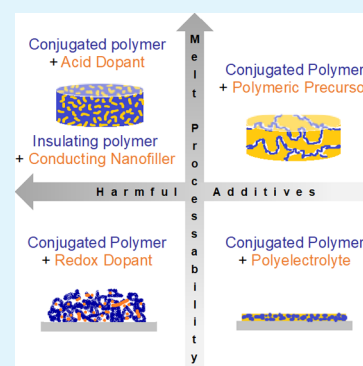 Conjugated polymer
+ Acid Dopant
Insulating polymer
+ Conducting Nanofiller
Melt Processability
Conjugated Polymer
+ Polymeric Precurso
Harmful Additives
Conjugated Polymer
+ Redox Dopant
Conjugated Polymer
+ Polyelectrolyte